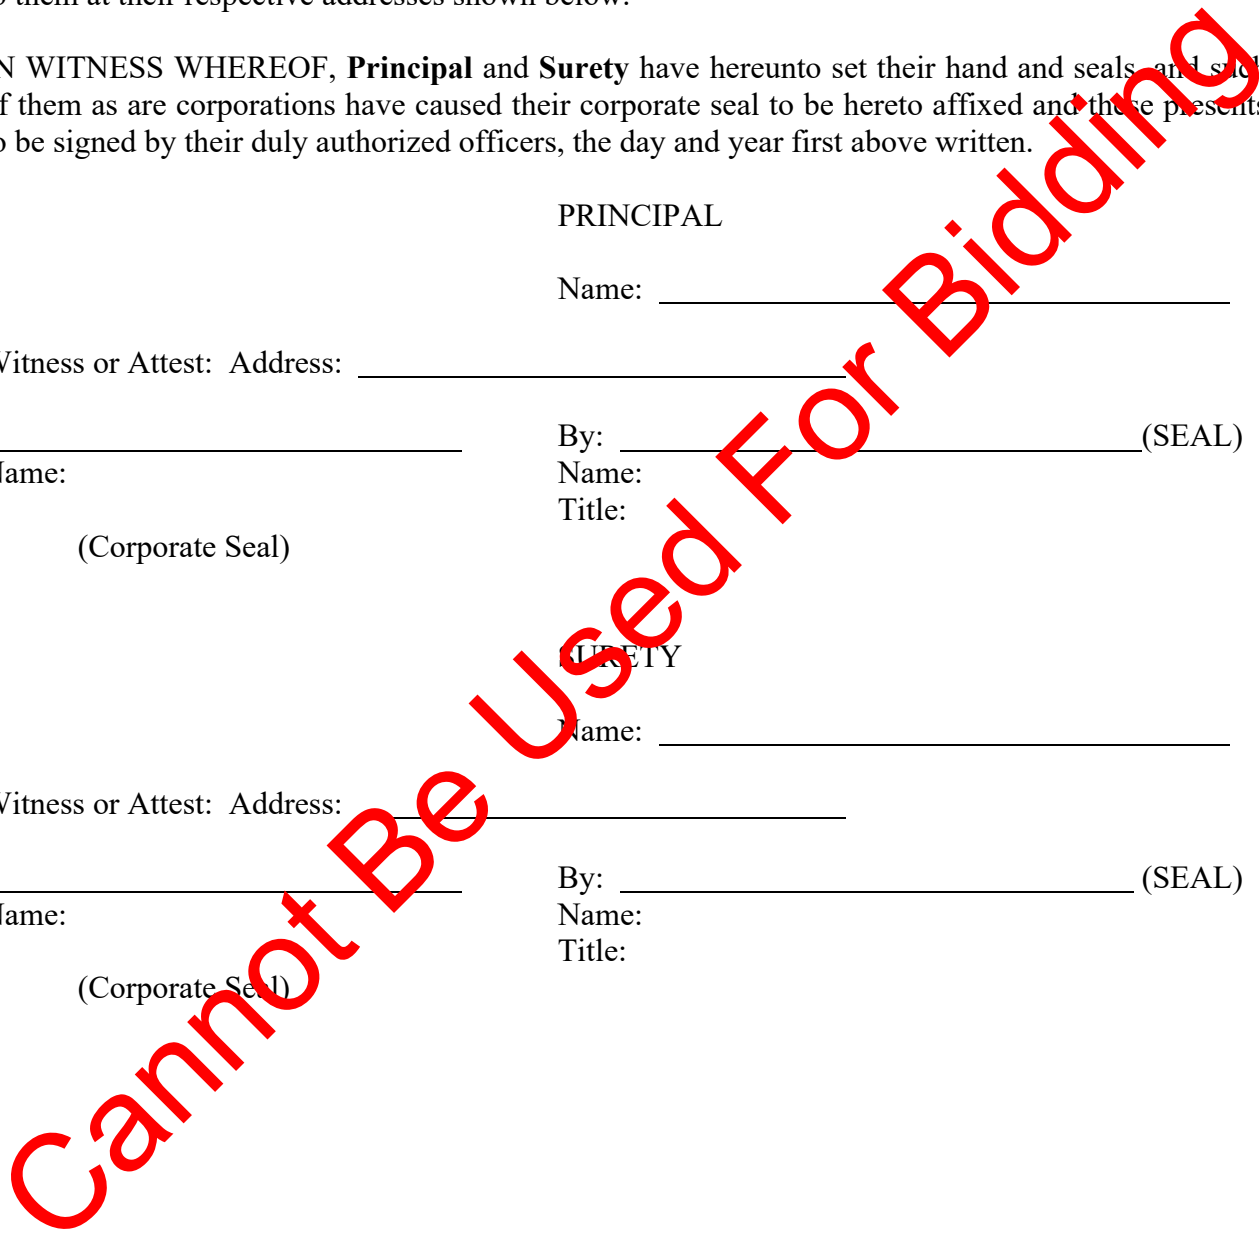 them at their respective addresses shown below.
N WITNESS WHEREOF, Principal and Surety have hereunto set their hand and seals, and such
f them as are corporations have caused their corporate seal to be hereto affixed and these presents
o be signed by their duly authorized officers, the day and year first above written.
PRINCIPAL
Name:
Witness or Attest: Address:
By: (SEAL)
Name: Name:
Title:
(Corporate Seal)
SURETY
Name:
Witness or Attest: Address:
By: (SEAL)
Name: Name:
Title:
(Corporate Seal)
Cannot Be Used For Bidding